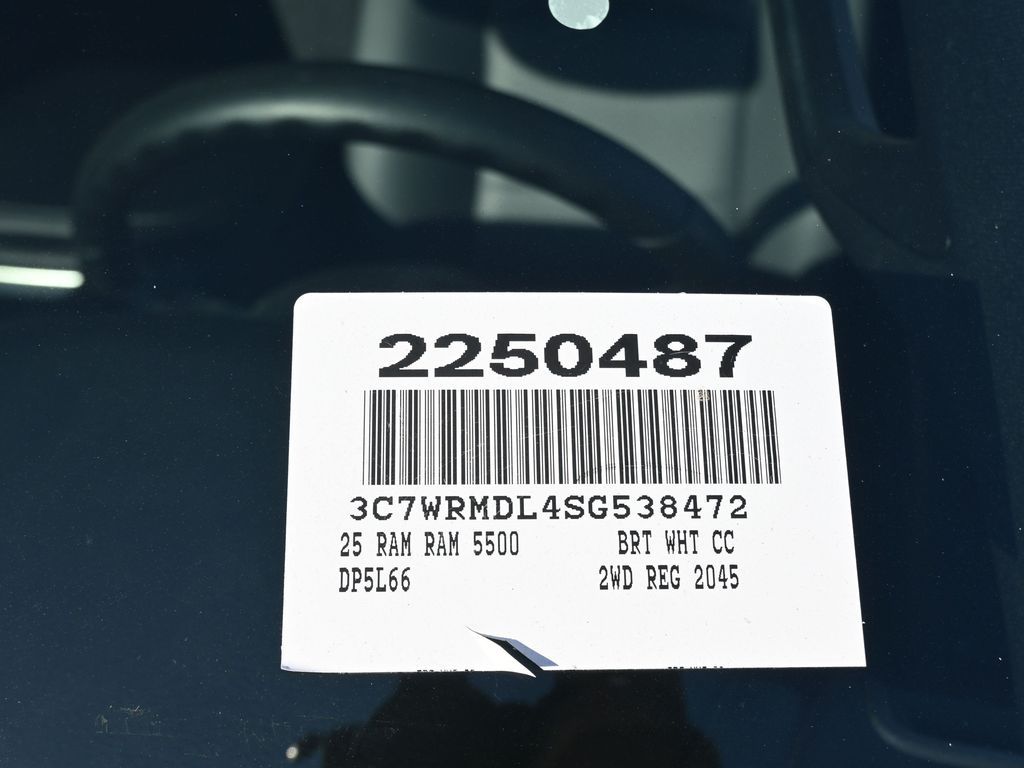 2250487
3C7WRMDL4SG538472
25 RAM RAM 5500 BRT WHT CC
DP5L66 2WD REG 2045